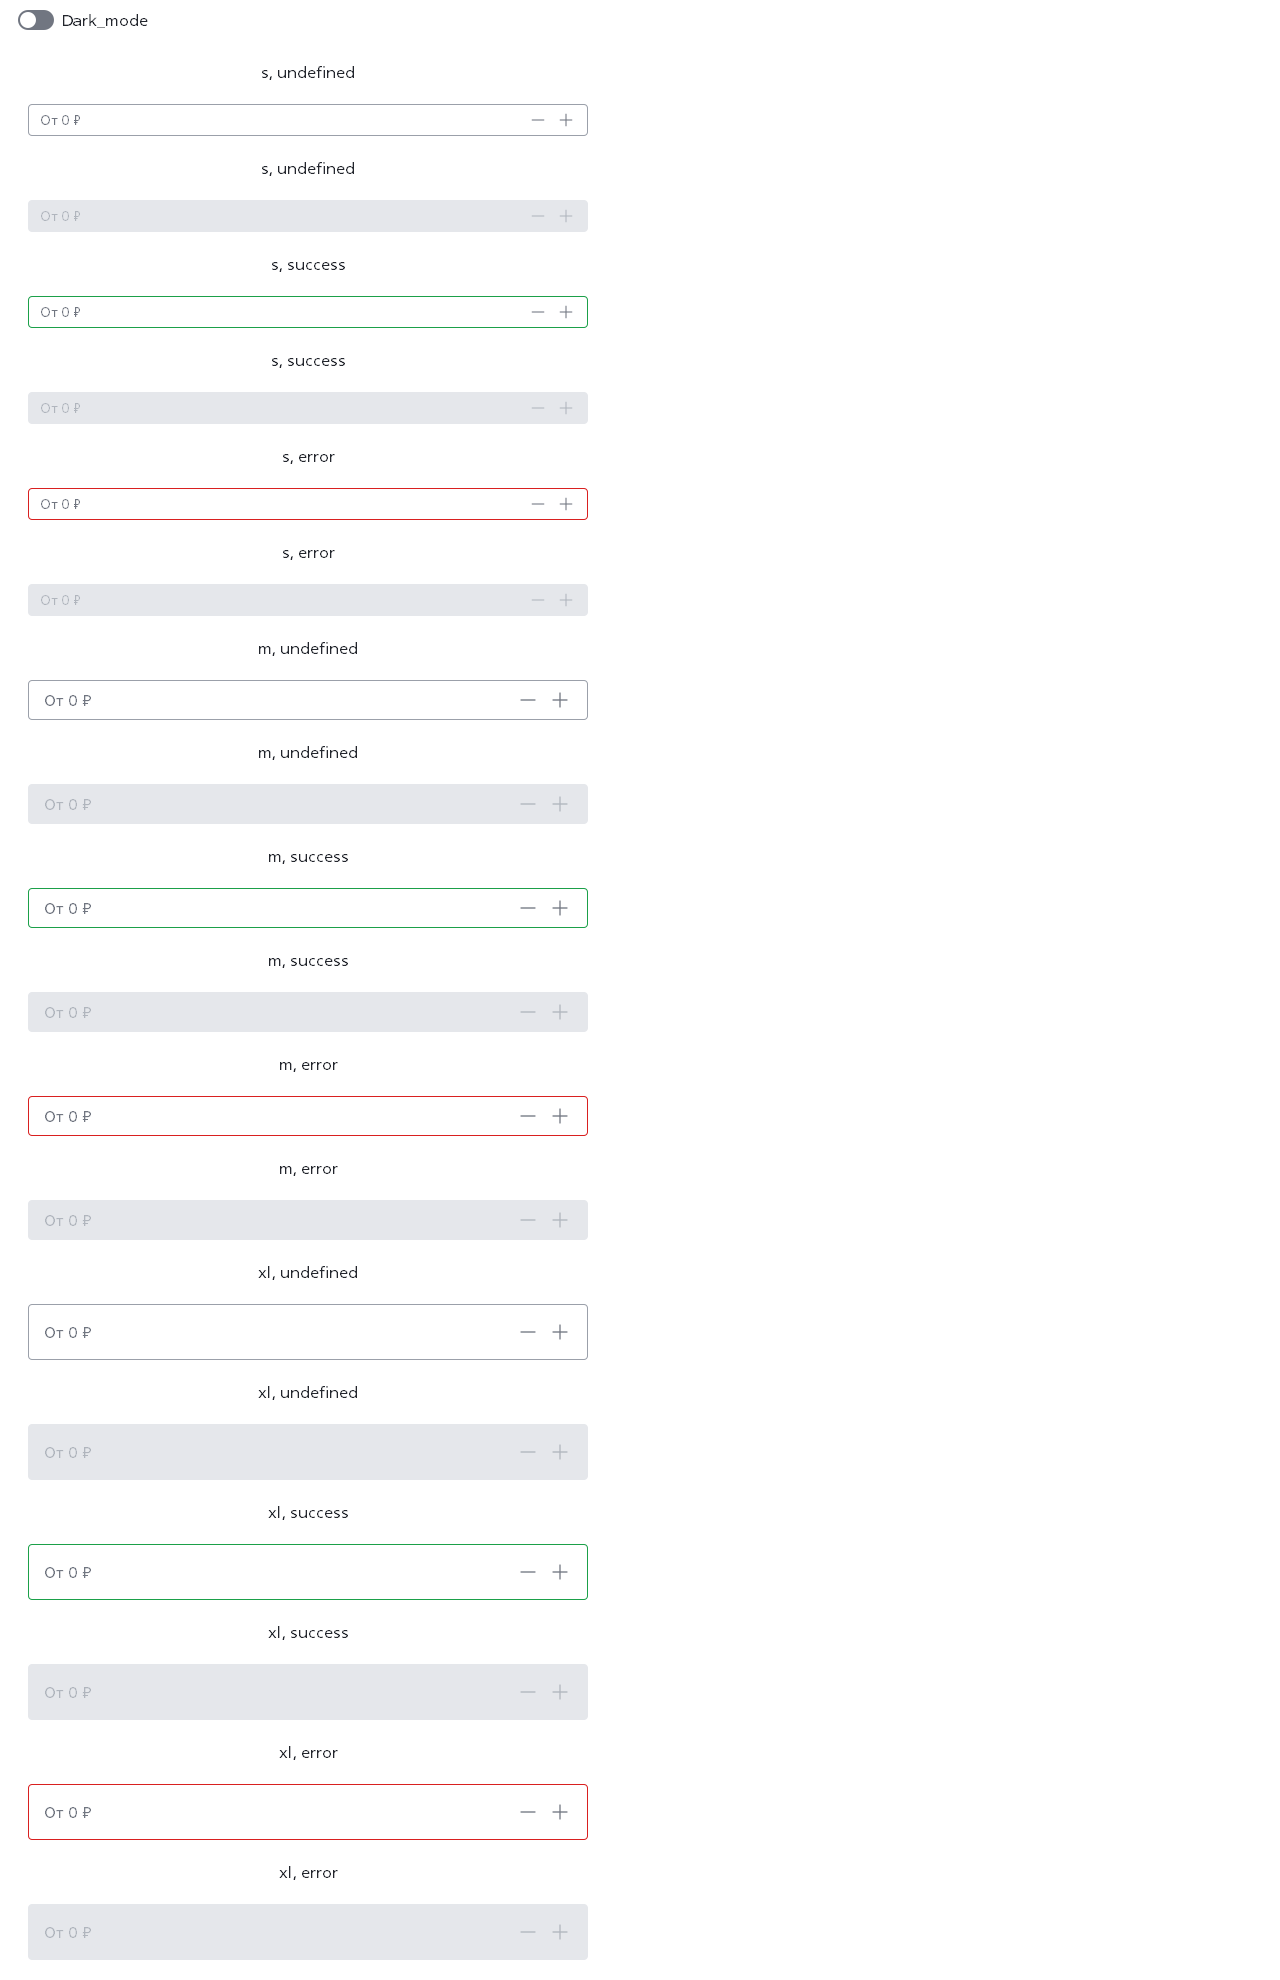 Dark_mode
s, undefined
От 0 ₽
s, undefined
От 0 ₽
s, success
От 0 ₽
s, success
От 0 ₽
s, error
От 0 ₽
s, error
От 0 ₽
m, undefined
От 0 ₽
m, undefined
От 0 ₽
m, success
От 0 ₽
m, success
От 0 ₽
m, error
От 0 ₽
m, error
От 0 ₽
xl, undefined
От 0 ₽
xl, undefined
От 0 ₽
xl, success
От 0 ₽
xl, success
От 0 ₽
xl, error
От 0 ₽
xl, error
От 0 ₽